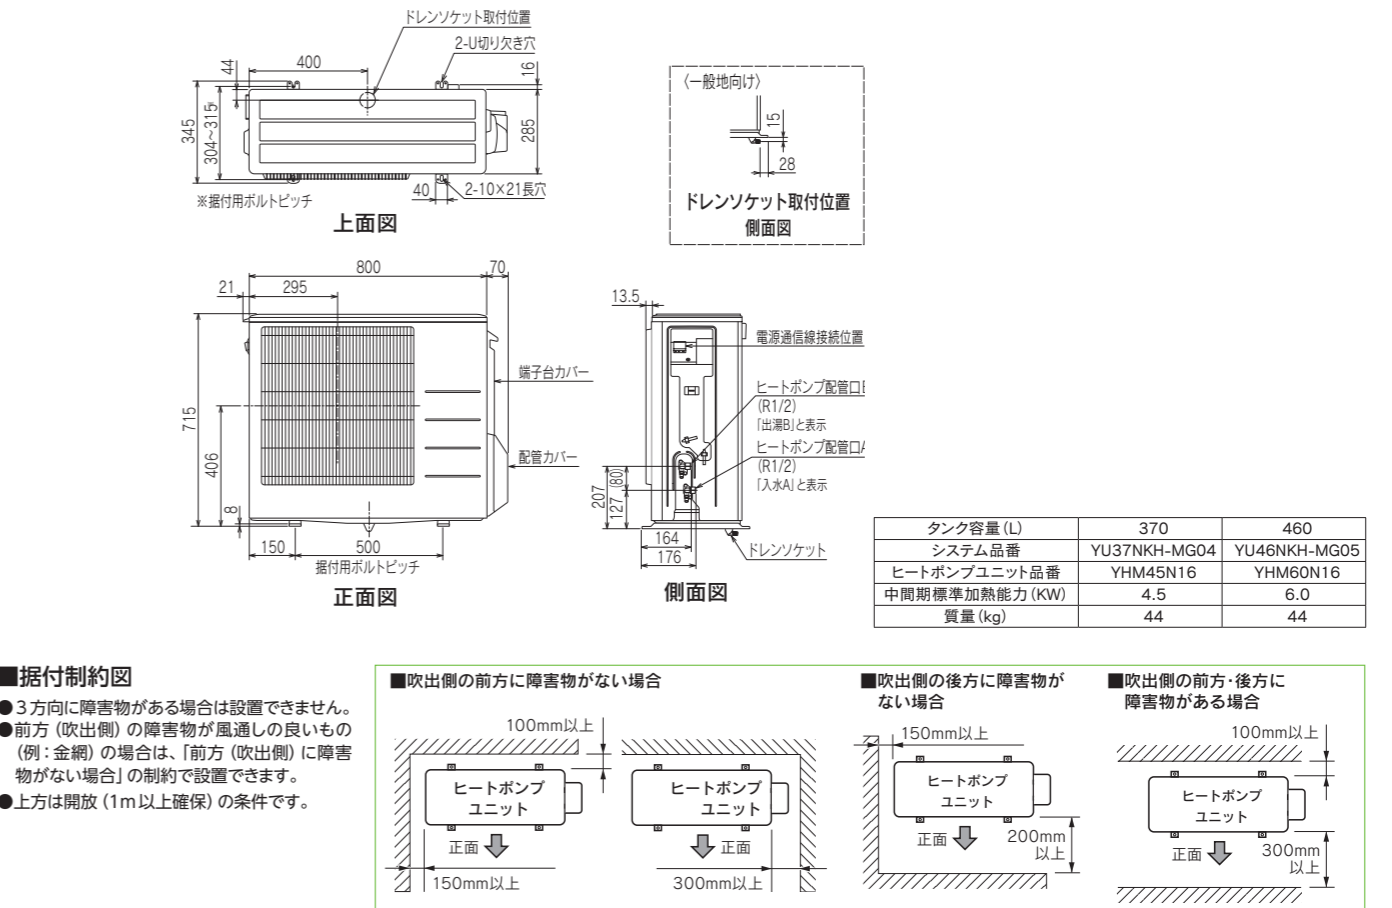 ドレンソケット取付位置
2-U切り欠き穴
400
44
16
345
304~315※
285
40
2-10×21長穴
※据付用ボルトピッチ
上面図
〈一般地向け〉
15
28
ドレンソケット取付位置
側面図
800
70
21
295
715
406
8
150
500
据付用ボルトピッチ
端子台カバー
配管カバー
正面図
13.5
電源通信線接続位置
ヒートポンプ配管口
(R1/2)
「出湯B」と表示
ヒートポンプ配管口
(R1/2)
「入水A」と表示
207
127
(80)
164
176
ドレンソケット
側面図
タンク容量(L) 370 460
システム品番 YU37NKH-MG04 YU46NKH-MG05
ヒートポンプユニット品番 YHM45N16 YHM60N16
中間期標準加熱能力(KW) 4.5 6.0
質量(kg) 44 44
■据付制約図
●3方向に障害物がある場合は設置できません。
●前方(吹出側)の障害物が風通しの良いもの
(例:金網)の場合は、「前方(吹出側)に障害
物がない場合」の制約で設置できます。
●上方は開放(1m以上確保)の条件です。
■吹出側の前方に障害物がない場合
100mm以上
ヒートポンプ
ユニット
正面
150mm以上
ヒートポンプ
ユニット
正面
300mm以上
■吹出側の後方に障害物が
ない場合
150mm以上
ヒートポンプ
ユニット
正面
200mm
以上
■吹出側の前方・後方に
障害物がある場合
100mm以上
ヒートポンプ
ユニット
正面
300mm
以上